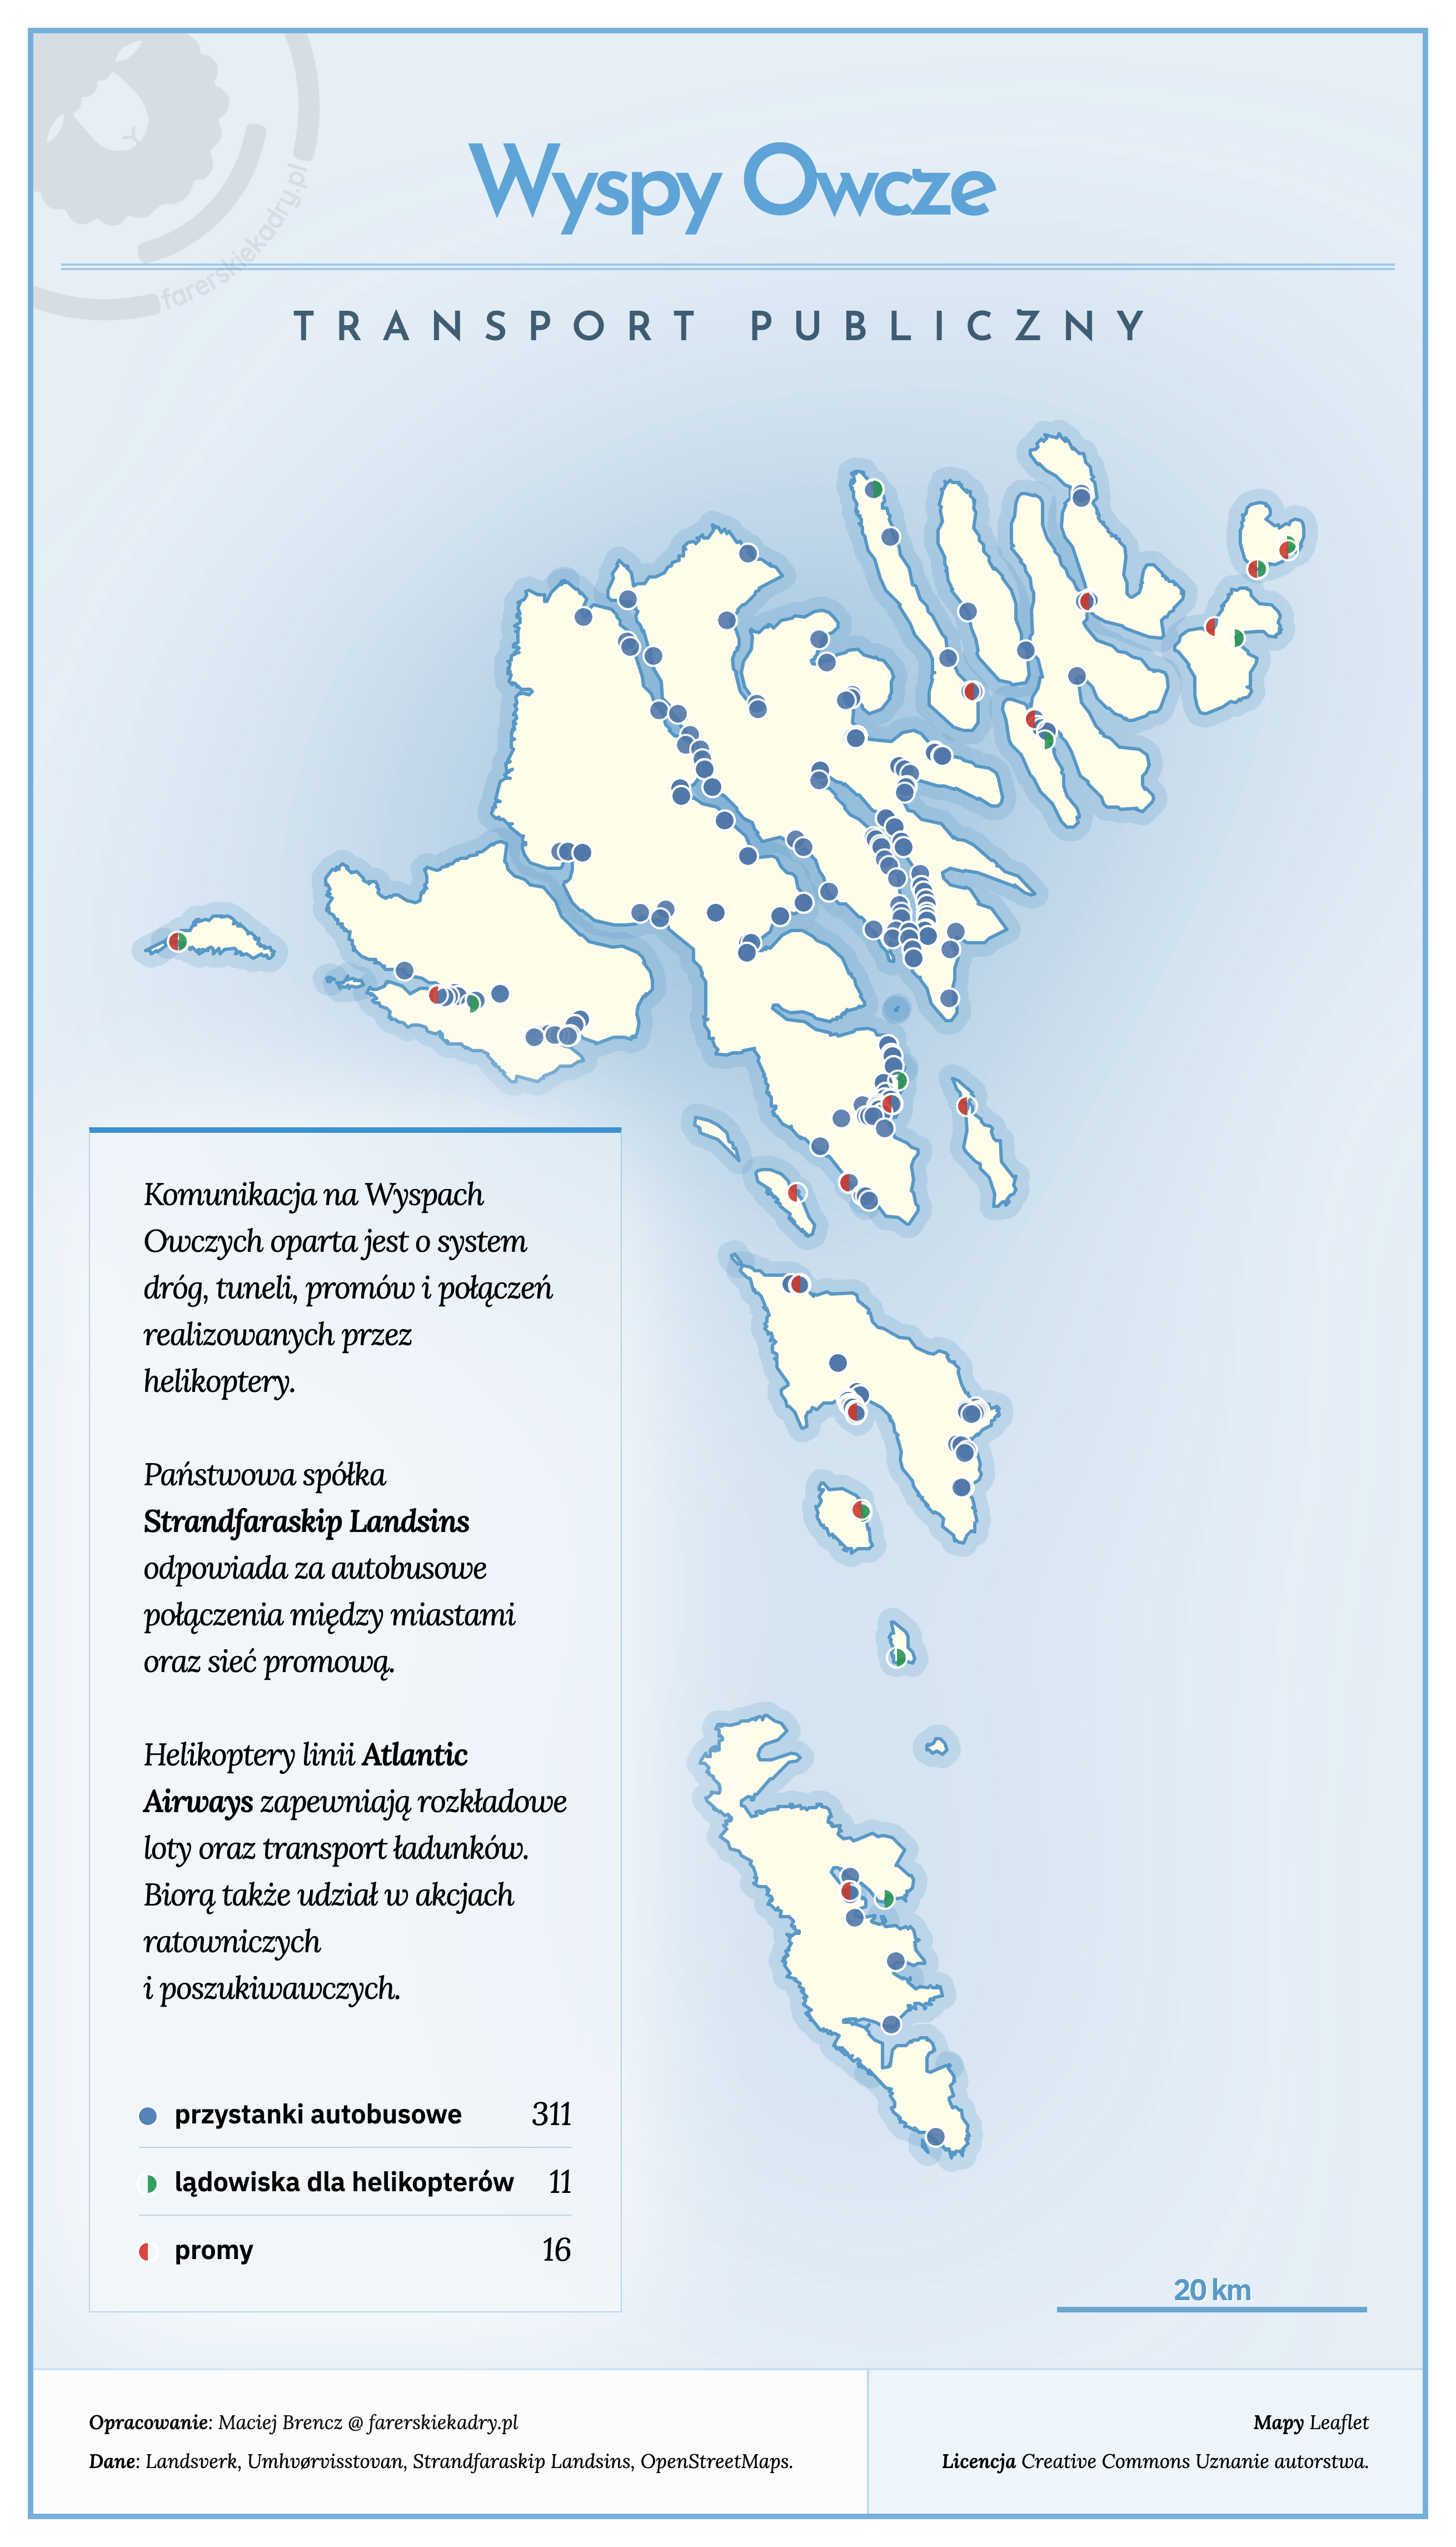 farerskiekadry.pl
Wyspy Owcze
TRANSPORT PUBLICZNY
Komunikacja na Wyspach
Owczych oparta jest o system
dróg, tuneli, promów i połączeń
realizowanych przez
helikoptery.
Państwowa spółka
Strandfaraskip Landsins
odpowiada za autobusowe
połączenia między miastami
oraz sieć promową.
Helikoptery linii Atlantic
Airways zapewniają rozkładowe
loty oraz transport ładunków.
Biorą także udział w akcjach
ratowniczych
i poszukiwawczych.
przystanki autobusowe 311
lądowiska dla helikopterów 11
promy 16
20 km
Opracowanie: Maciej Brencz @ farerskiekadry.pl
Dane: Landsverk, Umhvørvisstovan, Strandfaraskip Landsins, OpenStreetMaps.
Mapy Leaflet
Licencja Creative Commons Uznanie autorstwa.